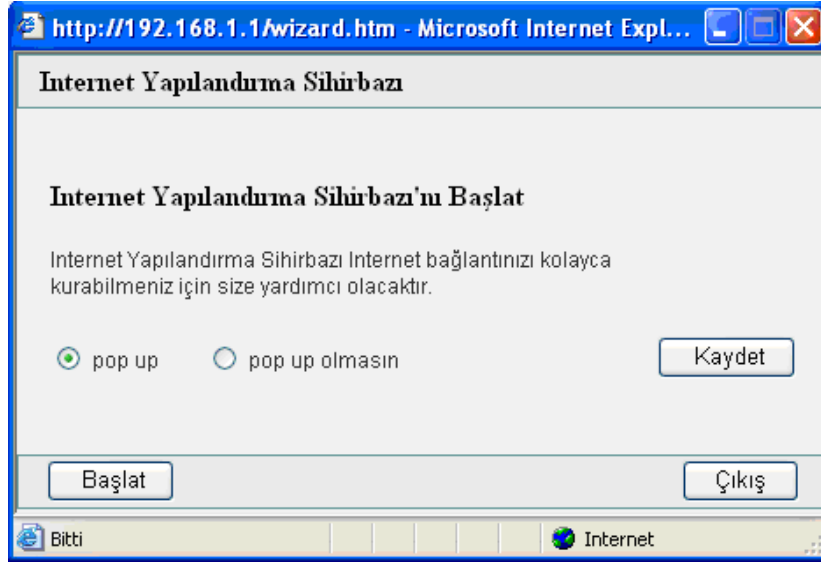 http://192.168.1.1/wizard.htm - Microsoft Internet Expl...
Internet Yapılandırma Sihirbazı
Internet Yapılandırma Sihirbazı'nı Başlat
Internet Yapılandırma Sihirbazı Internet bağlantınızı kolayca
kurabilmeniz için size yardımcı olacaktır.
pop up pop up olmasın Kaydet
Başlat Çıkış
Bitti Internet